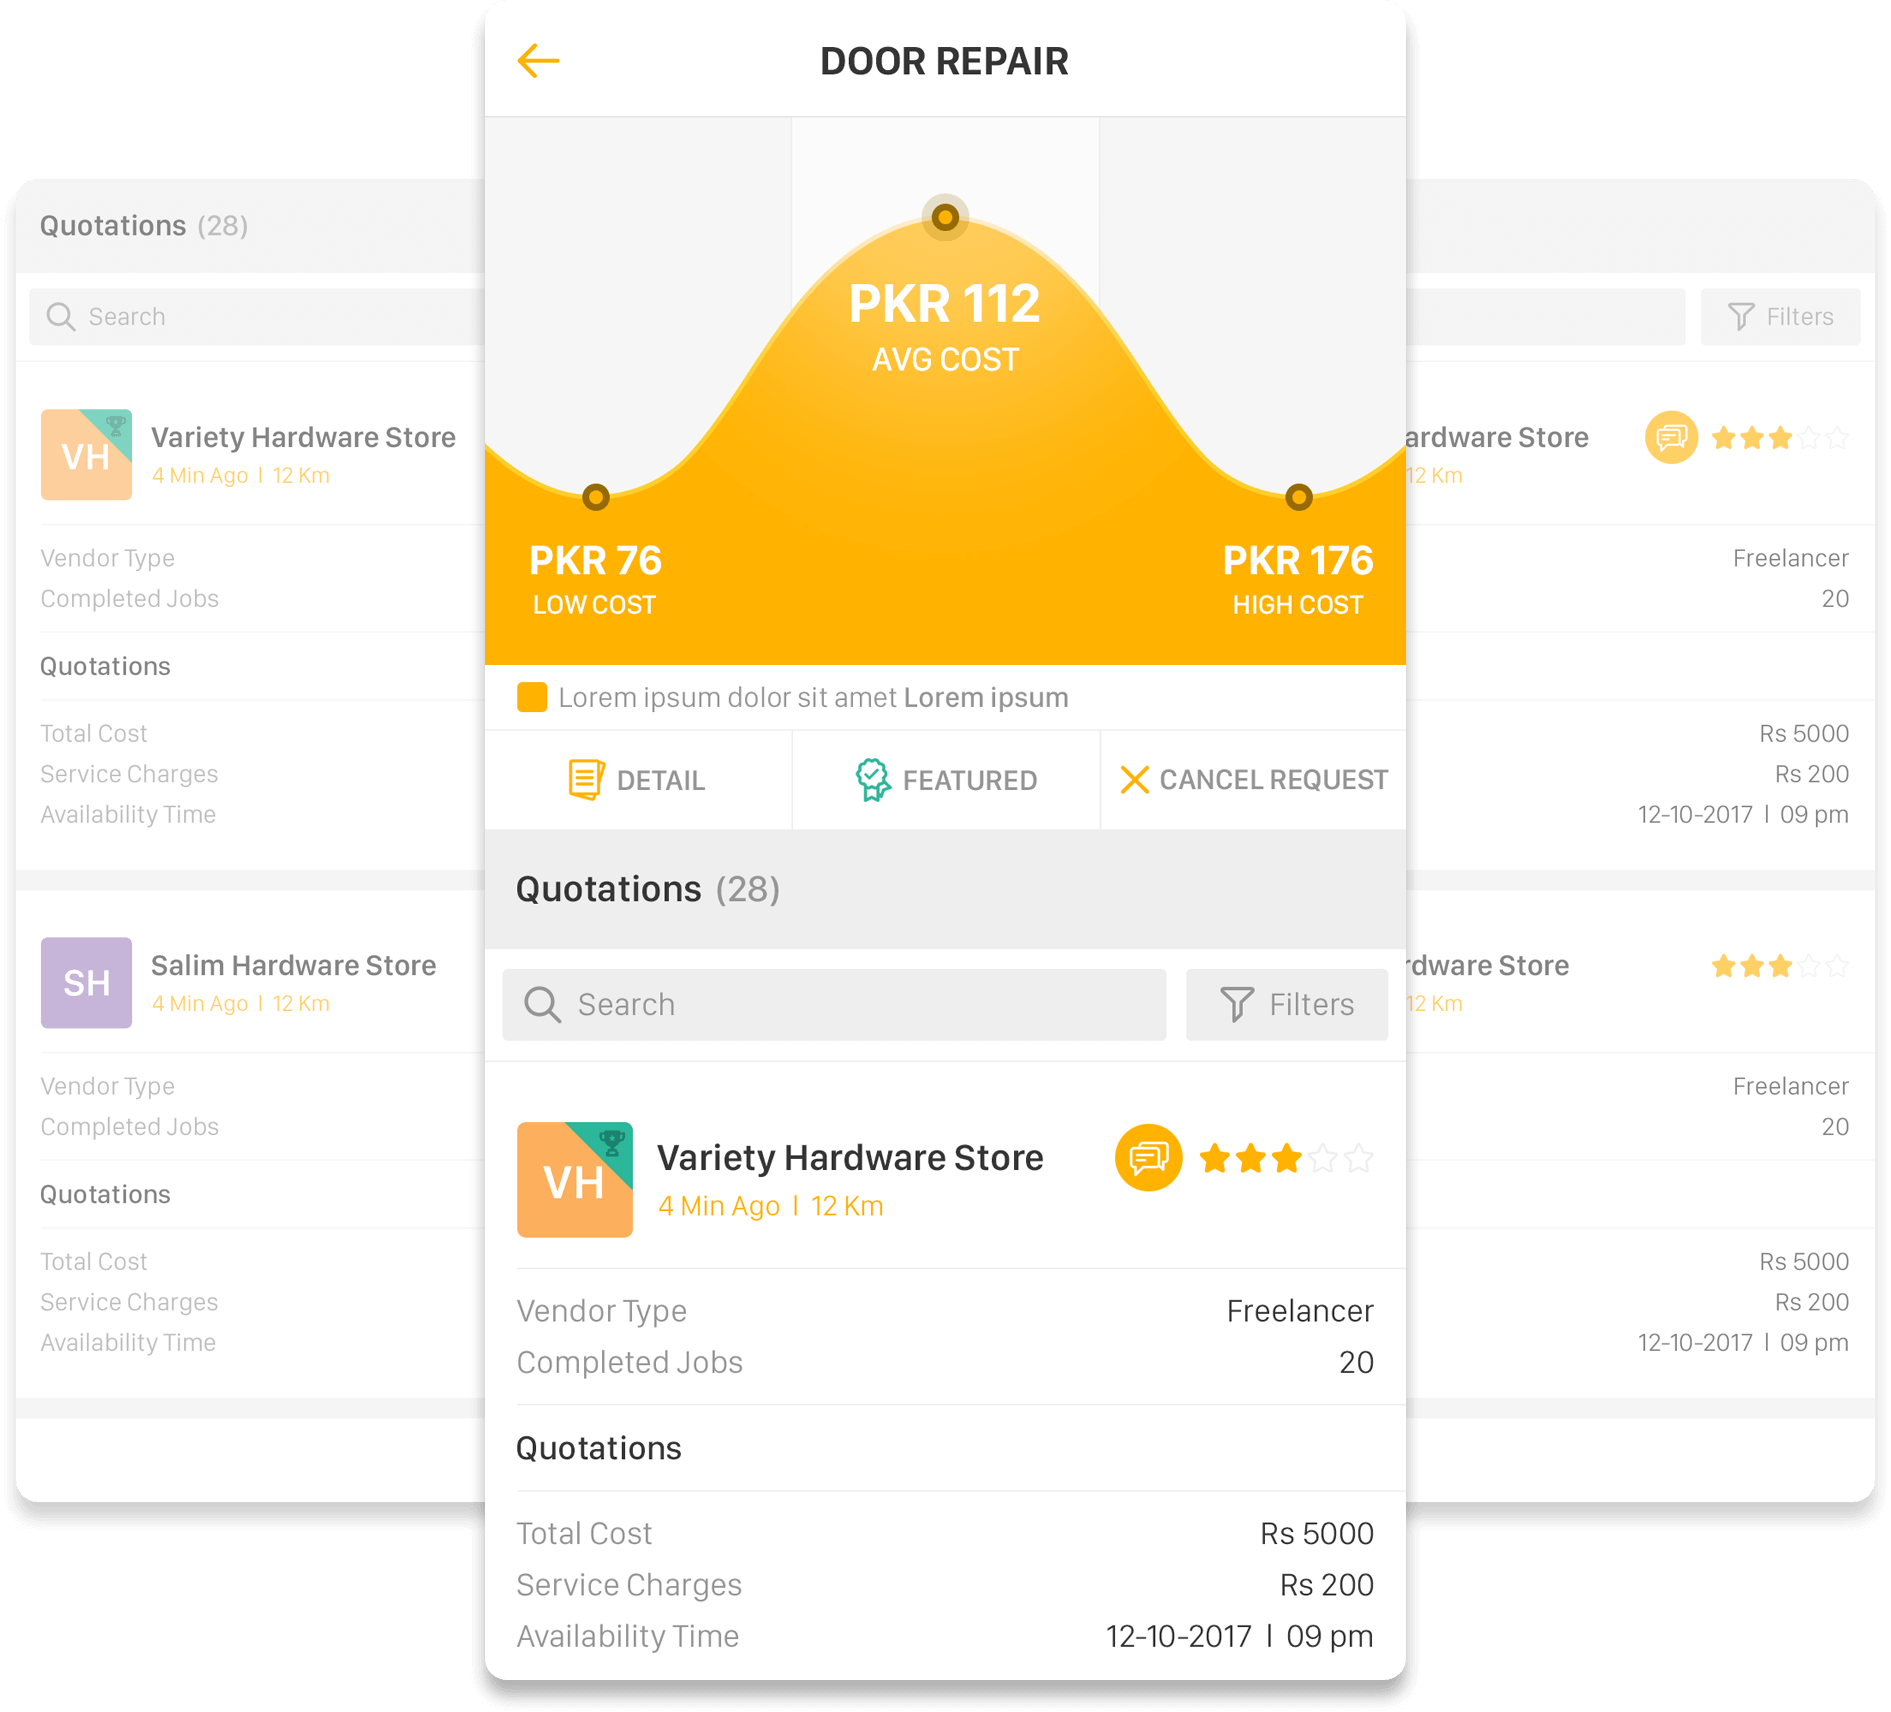 DOOR REPAIR
PKR 112
AVG COST
PKR 76
LOW COST
PKR 176
HIGH COST
Lorem ipsum dolor sit amet Lorem ipsum
DETAIL
FEATURED
CANCEL REQUEST
Quotations (28)
Search
Filters
VH
Variety Hardware Store
4 Min Ago | 12 Km
Vendor Type Freelancer
Completed Jobs 20
Quotations
Total Cost Rs 5000
Service Charges Rs 200
Availability Time 12-10-2017 | 09 pm
Quotations (28)
Search
VH
Variety Hardware Store
4 Min Ago | 12 Km
Vendor Type
Completed Jobs
Quotations
Total Cost
Service Charges
Availability Time
SH
Salim Hardware Store
4 Min Ago | 12 Km
Vendor Type
Completed Jobs
Quotations
Total Cost
Service Charges
Availability Time
Filters
ardware Store
12 Km
Freelancer
20
Rs 5000
Rs 200
12-10-2017 | 09 pm
rdware Store
12 Km
Freelancer
20
Rs 5000
Rs 200
12-10-2017 | 09 pm